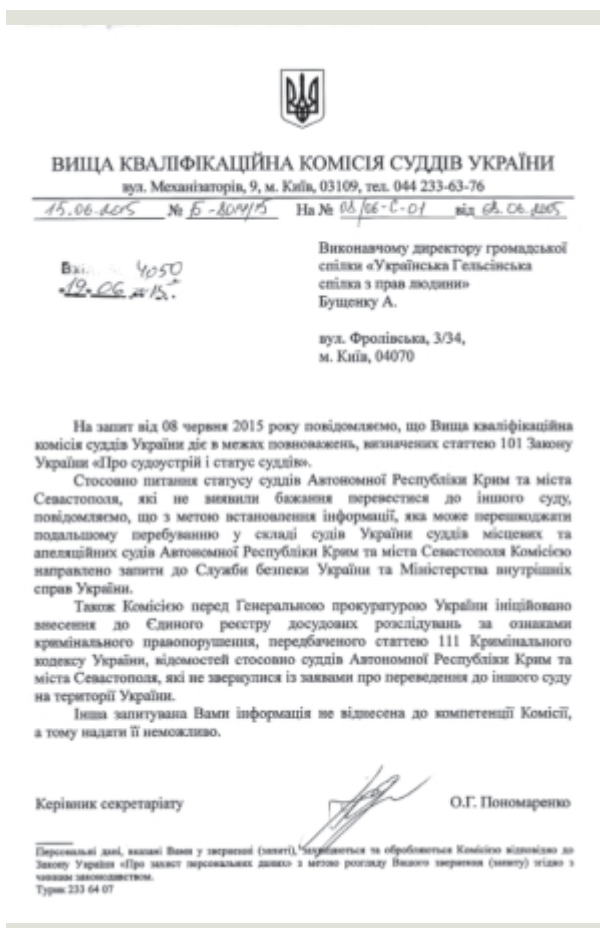 ВИЩА КВАЛІФІКАЦІЙНА КОМІСІЯ СУДДІВ УКРАЇНИ
вул. Механізаторів, 9, м. Київ, 03109, тел. 044 233-63-76
15.06.2015 № На № 08/06-С-01 від
Виконавчому директору громадської
спілки «Українська Гельсінська
спілка з прав людини»
Бущенку А.
4050
19.06
вул. Фролівська, 3/34,
м. Київ, 04070
На запит від 08 червня 2015 року повідомляємо, що Вища кваліфікаційна
комісія суддів України діє в межах повноважень, визначених статтею 101 Закону
України «Про судоустрій і статус суддів».
Стосовно питання статусу суддів Автономної Республіки Крим та міста
Севастополя, які не виявили бажання перевестися до іншого суду,
повідомляємо, що з метою встановлення інформації, яка може перешкоджати
подальшому перебуванню у складі судів України суддів місцевих та
апеляційних судів Автономної Республіки Крим та міста Севастополя Комісією
направлено запити до Служби безпеки України та Міністерства внутрішніх
справ України.
Також Комісією перед Генеральною прокуратурою України ініційовано
внесення до Єдиного реєстру досудових розслідувань за ознаками
кримінального правопорушення, передбаченого статтею 111 Кримінального
кодексу України, відомостей стосовно суддів Автономної Республіки Крим та
міста Севастополя, які не звернулися із заявами про переведення до іншого суду
на території України.
Інша запитувана Вами інформація не віднесена до компетенції Комісії,
а тому надати її неможливо.
Керівник секретаріату О.Г. Пономаренко
Персональні дані, вказані Вами у зверненні (запиті), захищаються та обробляються Комісією відповідно до
Закону України «Про захист персональних даних» з метою розгляду Вашого звернення (запиту) згідно з
чинним законодавством.
Турик 233 64 07